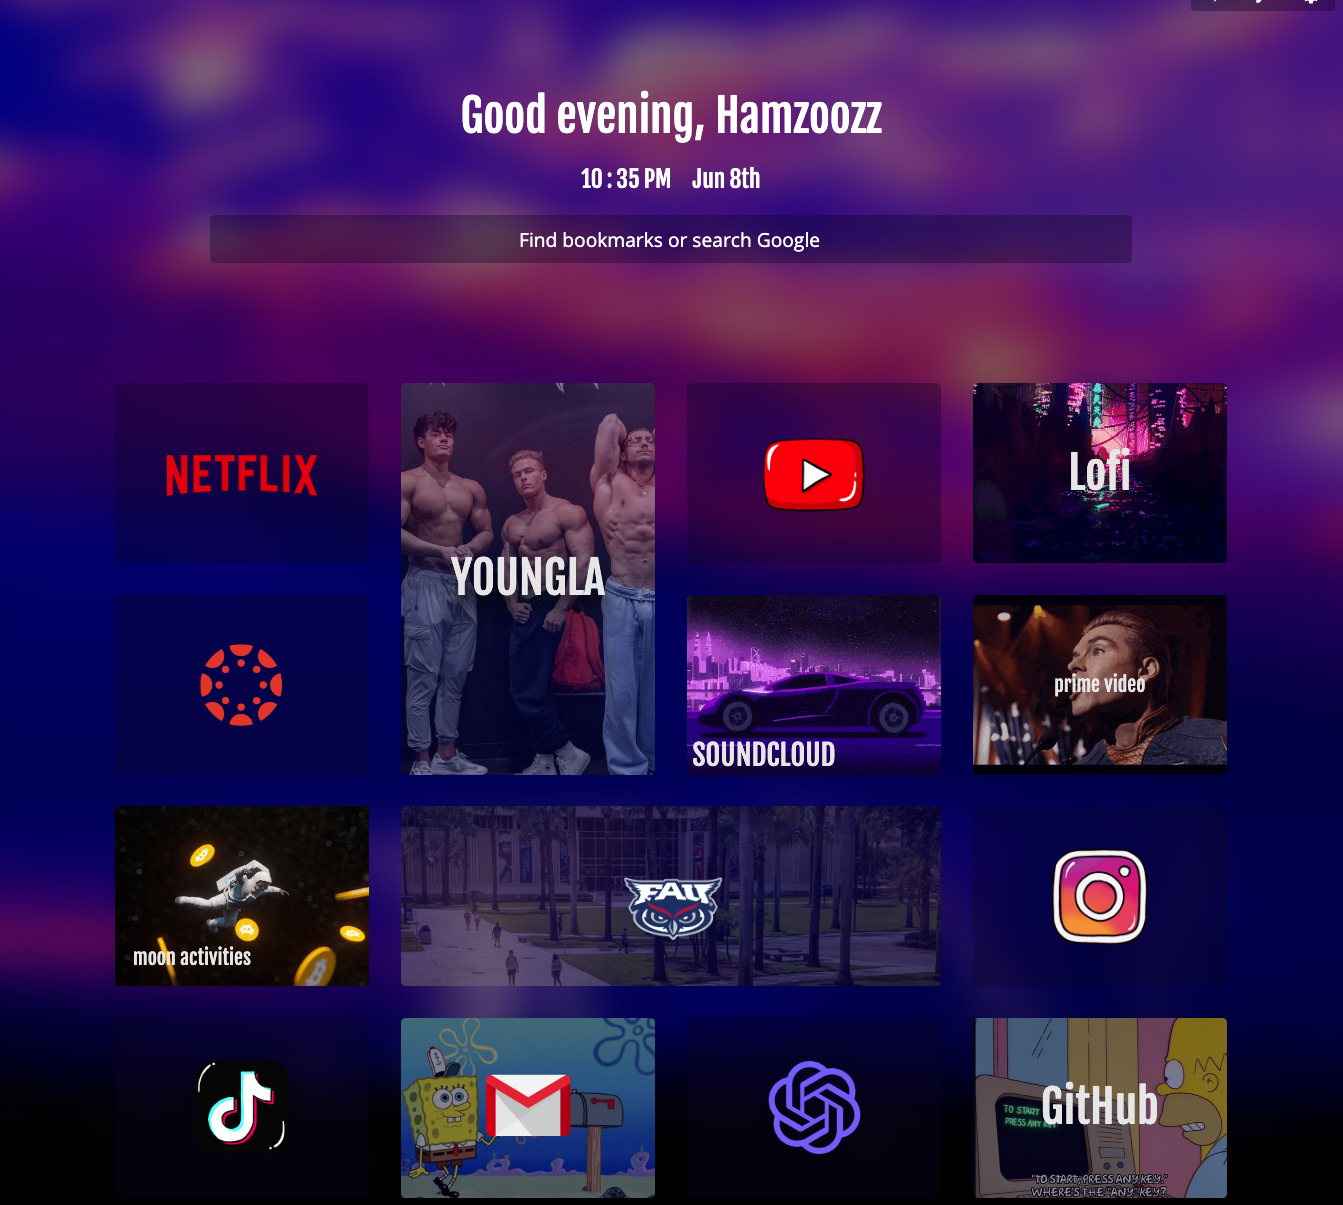 Good evening, Hamzoozz
10 : 35 PM Jun 8th
Find bookmarks or search Google
NETFLIX
YOUNGLA
Lofi
SOUNDCLOUD
prime video
moon activities
FAU
GitHub
TO START
PRESS ANY KEY
"TO START, PRESS ANY KEY."
WHERE'S THE "ANY" KEY?